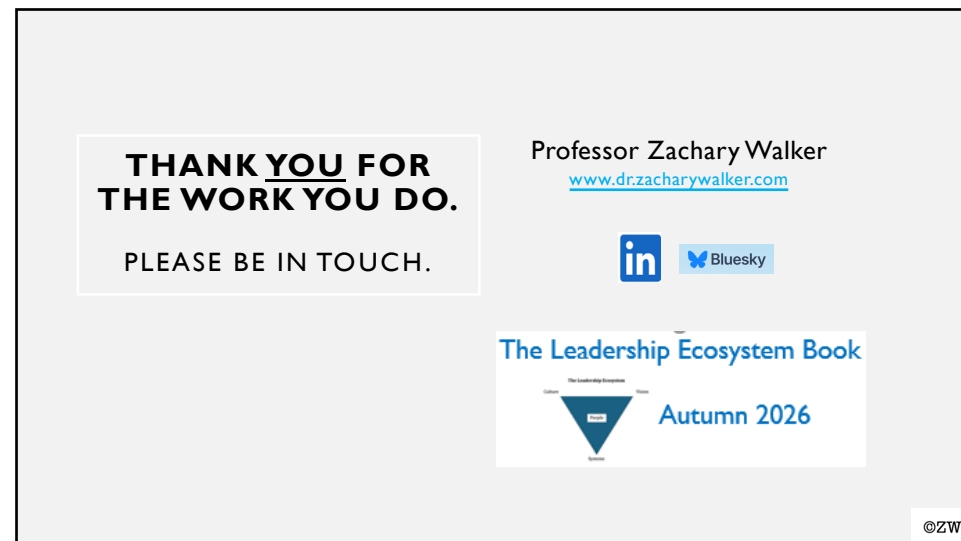 THANK YOU FOR
THE WORK YOU DO.
PLEASE BE IN TOUCH.
Professor Zachary Walker
www.dr.zacharywalker.com
in
Bluesky
The Leadership Ecosystem Book
The Leadership Ecosystem
Culture
Vision
People
Systems
Autumn 2026
©ZW